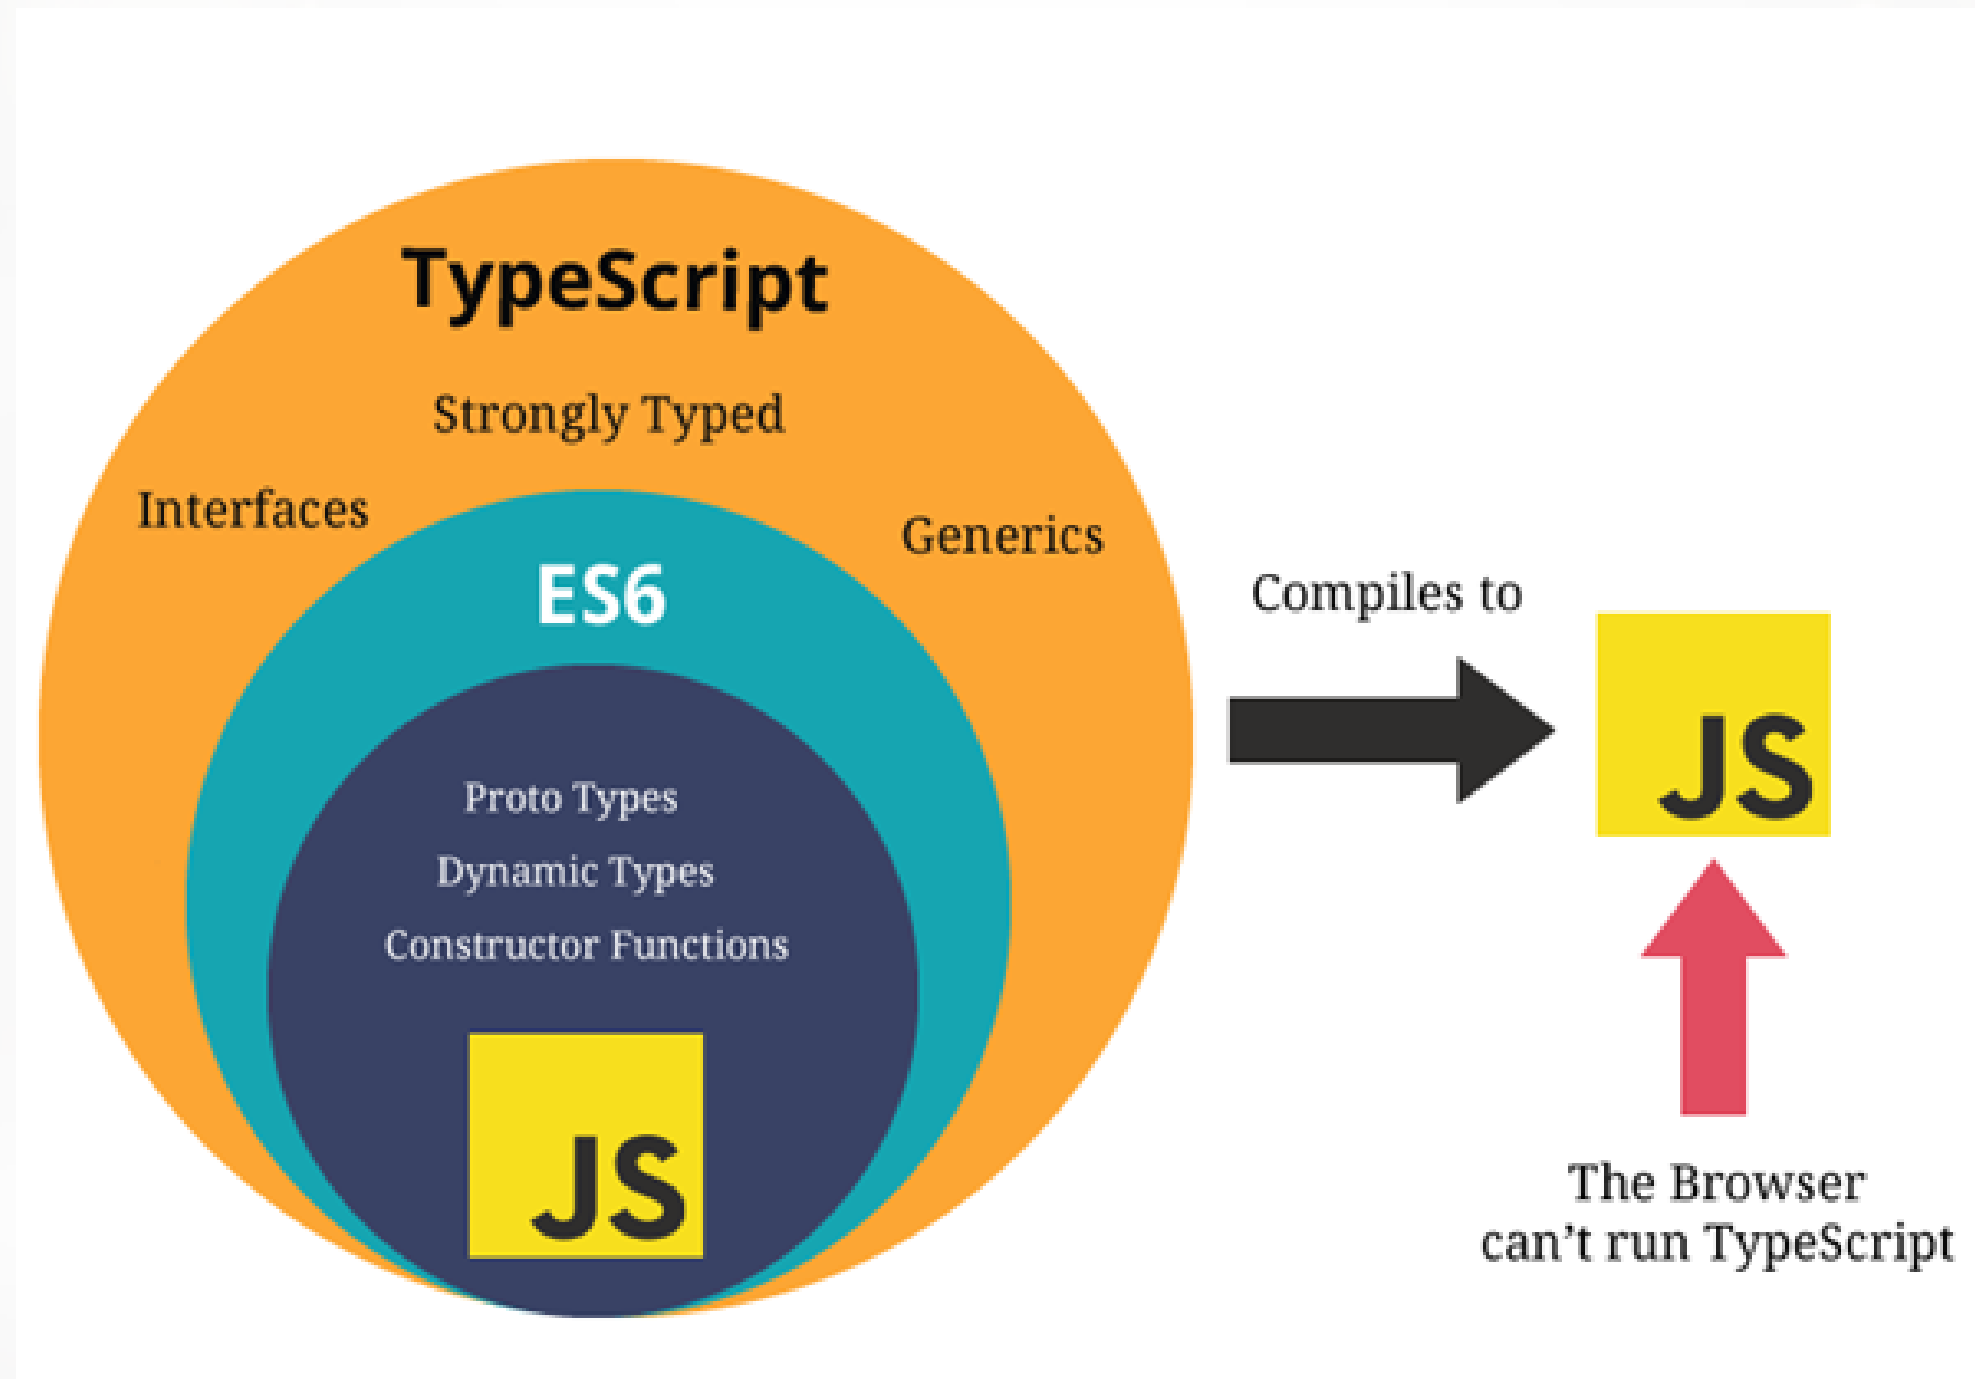 TypeScript
Strongly Typed
Interfaces
Generics
ES6
Proto Types
Dynamic Types
Constructor Functions
JS
Compiles to
JS
The Browser
can't run TypeScript